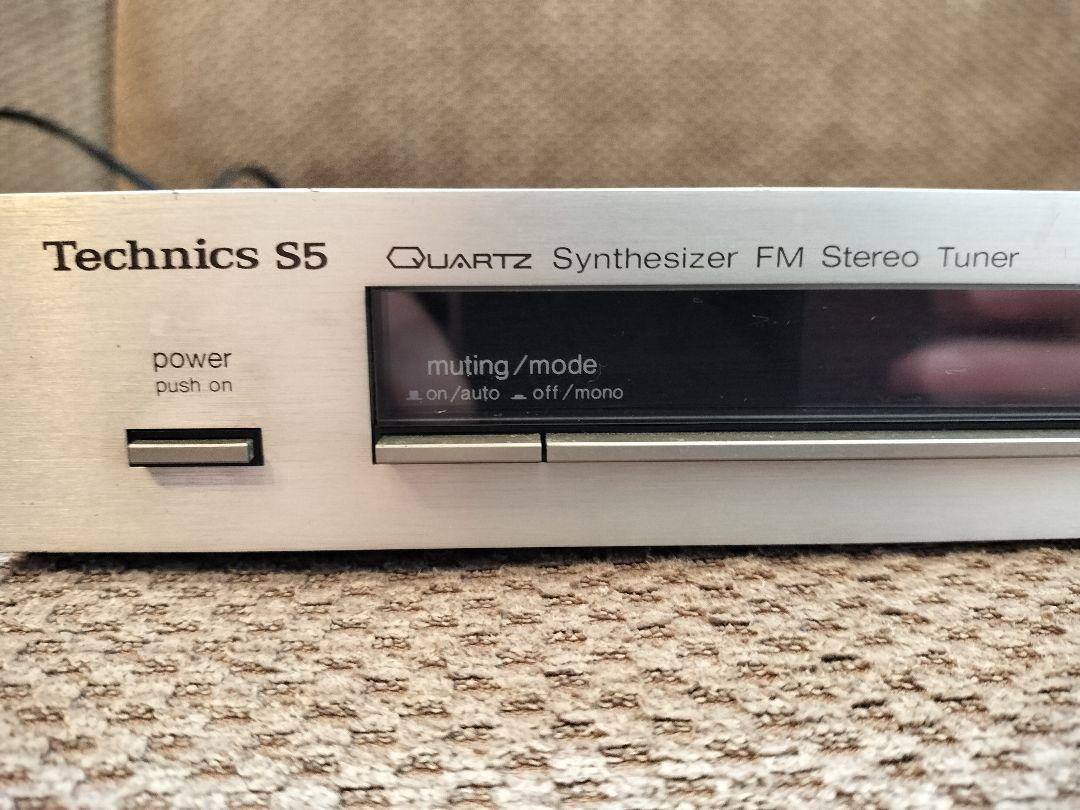 Technics S5 QUARTZ Synthesizer FM Stereo Tuner
power
push on
muting/mode
on/auto off/mono